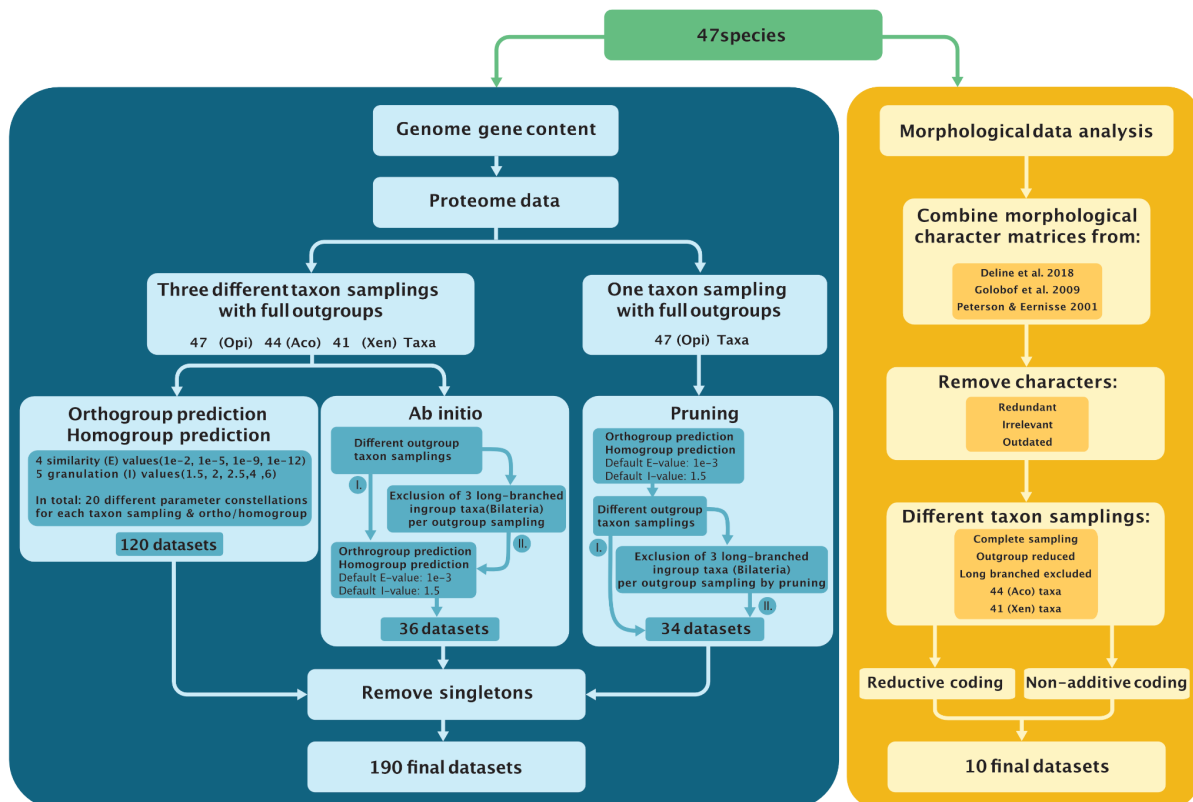 47species
Genome gene content
Proteome data
Three different taxon samplings
with full outgroups
47 (Opi) 44 (Aco) 41 (Xen) Taxa
One taxon sampling
with full outgroups
47 (Opi) Taxa
Orthogroup prediction
Homogroup prediction
4 similarity (E) values(1e-2, 1e-5, 1e-9, 1e-12)
5 granulation (I) values(1.5, 2, 2.5,4 ,6)
In total: 20 different parameter constellations
for each taxon sampling & ortho/homogroup
120 datasets
Ab initio
Different outgroup
taxon samplings
I.
Exclusion of 3 long-branched
ingroup taxa(Bilateria)
per outgroup sampling
II.
Orthrogroup prediction
Homogroup prediction
Default E-value: 1e-3
Default I-value: 1.5
36 datasets
Pruning
Orthogroup prediction
Homogroup prediction
Default E-value: 1e-3
Default I-value: 1.5
Different outgroup
taxon samplings
I.
Exclusion of 3 long-branched
ingroup taxa (Bilateria)
per outgroup sampling by pruning
II.
34 datasets
Remove singletons
190 final datasets
Morphological data analysis
Combine morphological
character matrices from:
Deline et al. 2018
Golobof et al. 2009
Peterson & Eernisse 2001
Remove characters:
Redundant
Irrelevant
Outdated
Different taxon samplings:
Complete sampling
Outgroup reduced
Long branched excluded
44 (Aco) taxa
41 (Xen) taxa
Reductive coding
Non-additive coding
10 final datasets